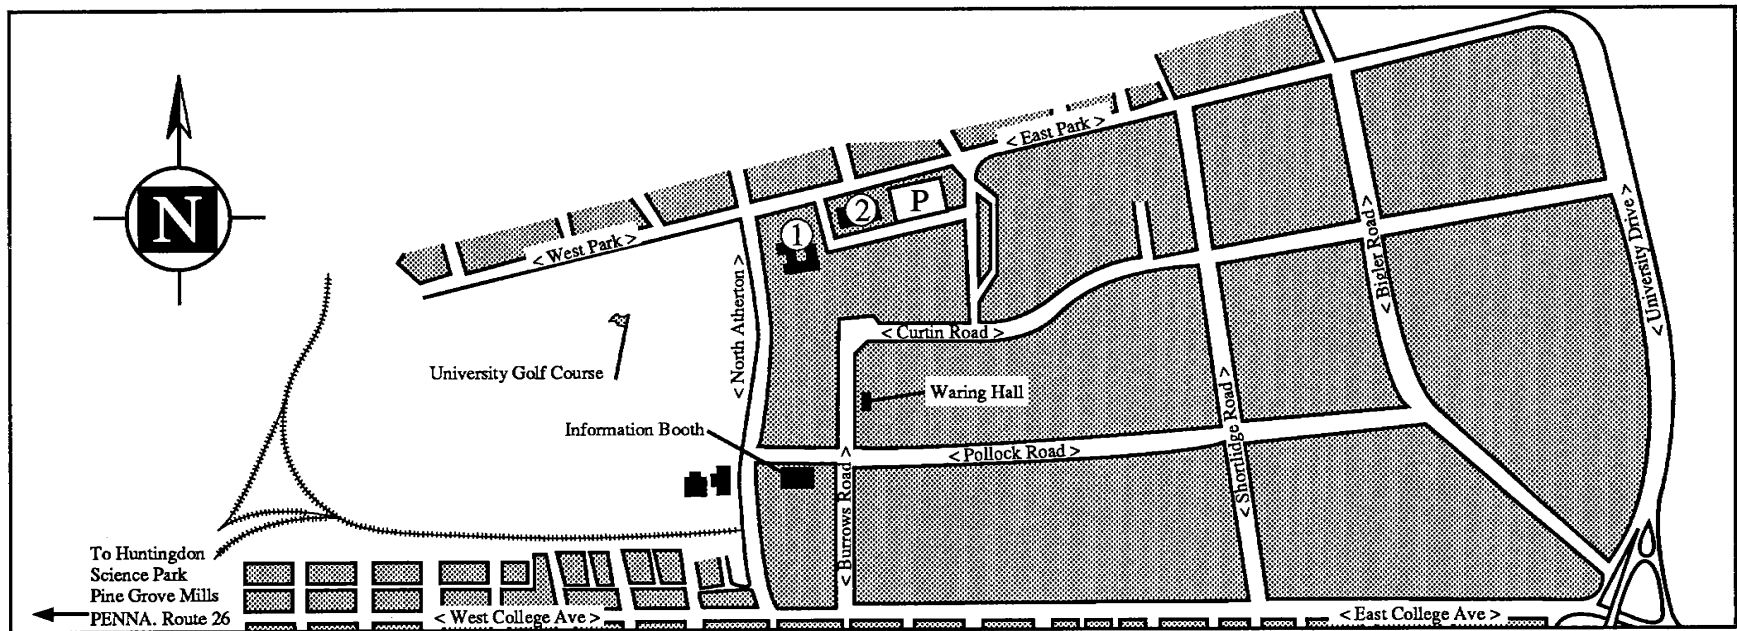 < East Park >
N
2
P
1
< West Park >
< North Atherton >
< Bigler Road >
< University Drive >
< Curtin Road >
University Golf Course
Waring Hall
Information Booth
< Pollock Road >
< Shortlidge Road >
< Burrows Road >
To Huntingdon
Science Park
Pine Grove Mills
PENNA. Route 26
< West College Ave >
< East College Ave >